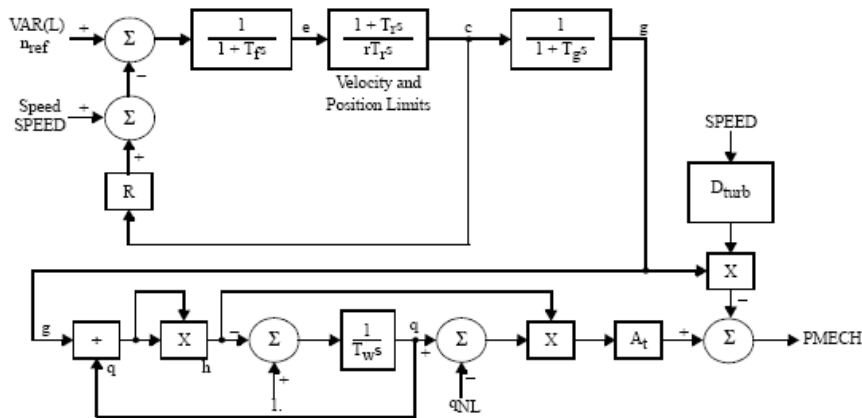 VAR(L)
n_ref
+
Σ
−
1
1 + T_f s
e
1 + T_r s
rT_r s
Velocity and
Position Limits
c
1
1 + T_g s
g
Speed
SPEED
+
Σ
+
R
SPEED
D_turb
X
−
g
÷
q
X
h
−
Σ
+
1.
1
T_w s
q
+
Σ
−
q_NL
X
A_t
+
Σ
PMECH